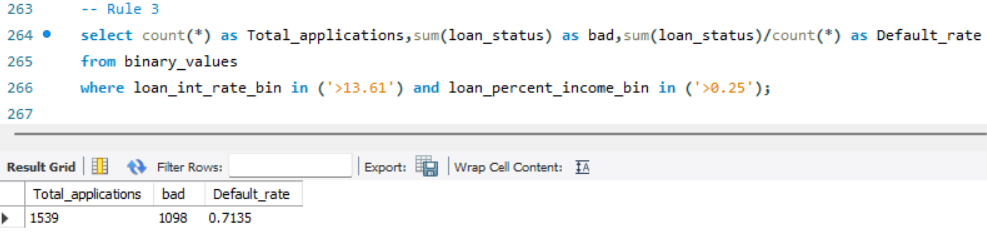 263 -- Rule 3
264 select count(*) as Total_applications,sum(loan_status) as bad,sum(loan_status)/count(*) as Default_rate
265 from binary_values
266 where loan_int_rate_bin in ('>13.61') and loan_percent_income_bin in ('>0.25');
267
Result Grid Filter Rows: Export: Wrap Cell Content: IA
Total_applications bad Default_rate
1539 1098 0.7135